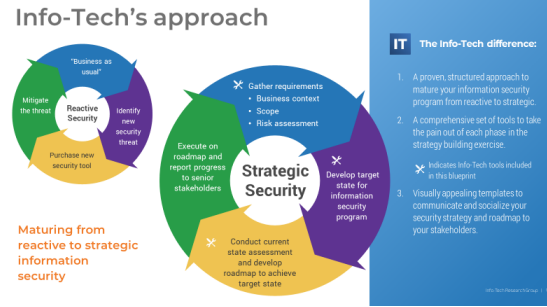 Info-Tech's approach
"Business as
usual"
Mitigate
the threat
Reactive
Security
Identify
new
security
threat
Purchase new
security tool
Gather requirements
• Business context
• Scope
• Risk assessment
Execute on
roadmap and
report progress
to senior
stakeholders
Strategic
Security
Develop target
state for
information
security
program
Conduct current
state assessment
and develop
roadmap to achieve
target state
Maturing from
reactive to strategic
information
security
IT
The Info-Tech difference:
1. A proven, structured approach to
mature your information security
program from reactive to strategic.
2. A comprehensive set of tools to take
the pain out of each phase in the
strategy building exercise.
Indicates Info-Tech tools included
in this blueprint
3. Visually appealing templates to
communicate and socialize your
security strategy and roadmap to
your stakeholders.
Info-Tech Research Group